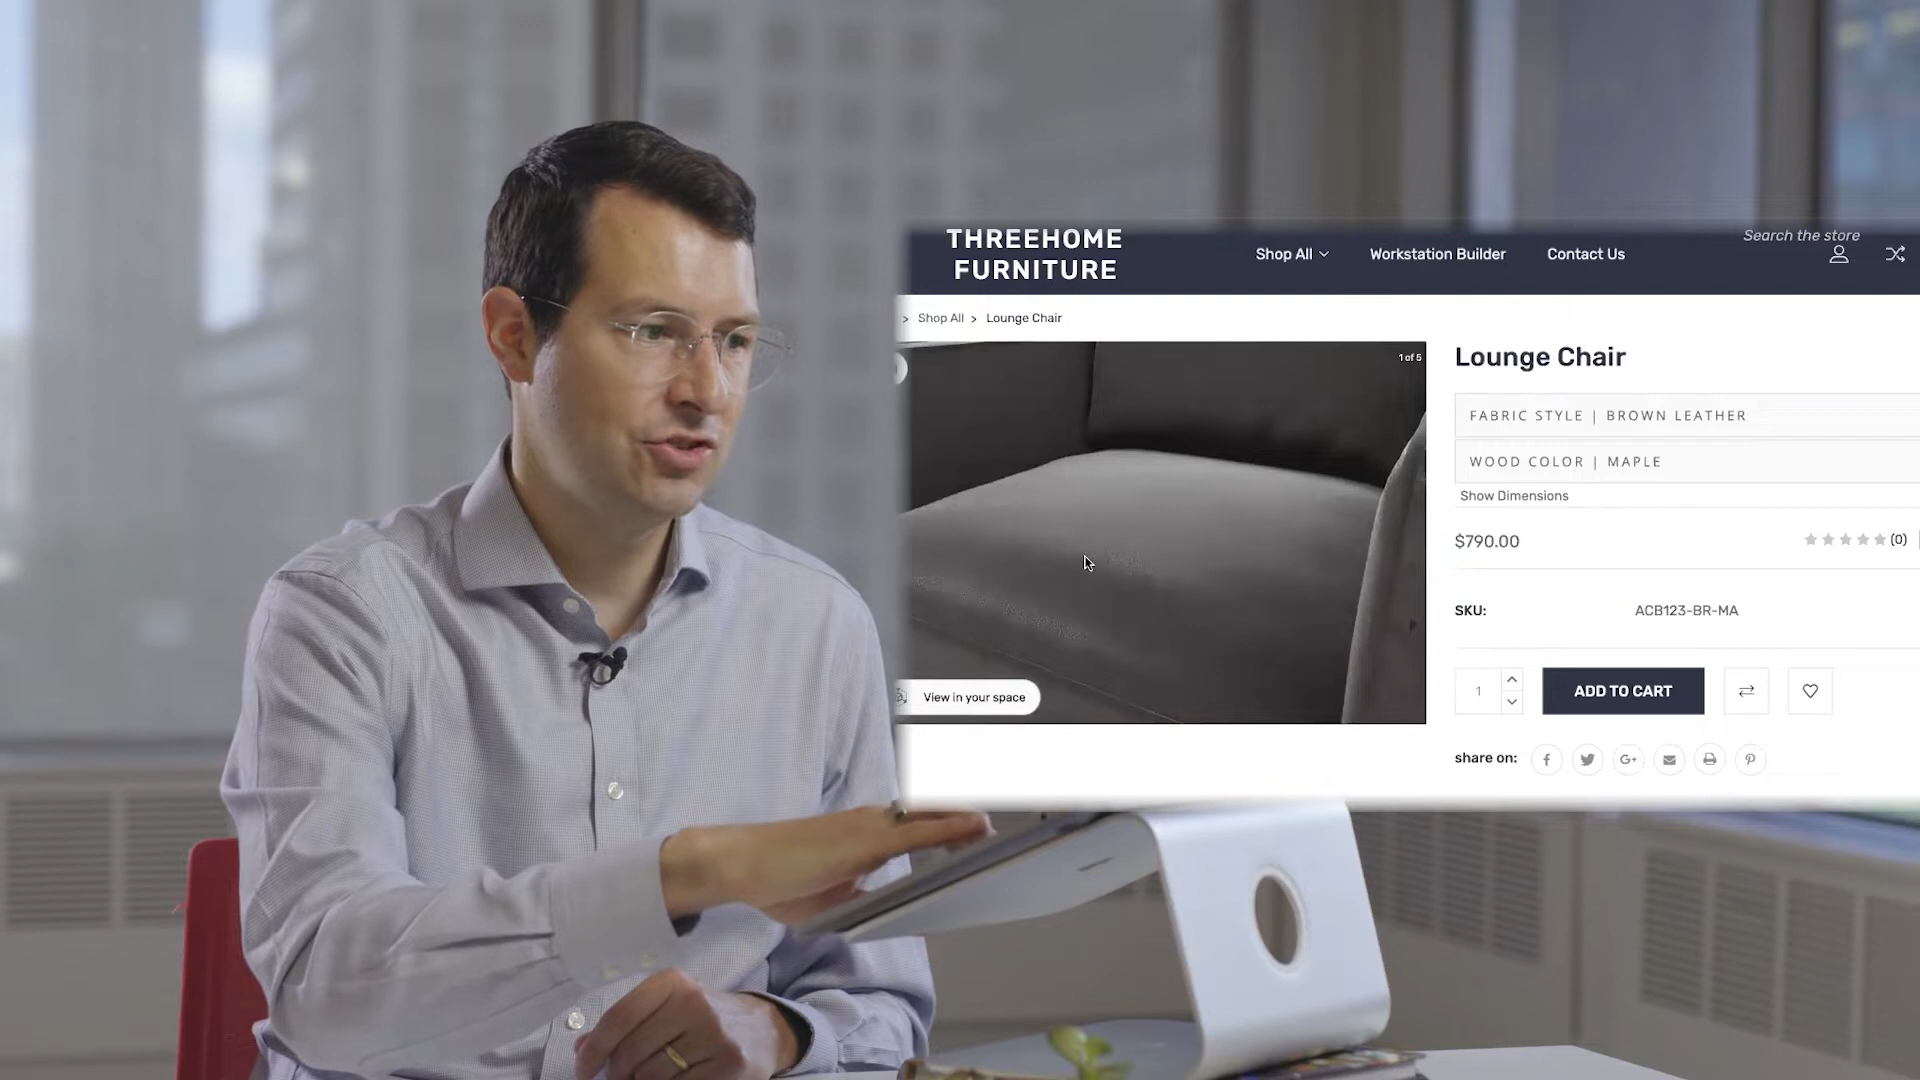 THREEHOME
FURNITURE
Shop All
Workstation Builder
Contact Us
Search the store
> Shop All > Lounge Chair
1 of 5
View in your space
Lounge Chair
FABRIC STYLE | BROWN LEATHER
WOOD COLOR | MAPLE
Show Dimensions
$790.00
(0)
SKU:
ACB123-BR-MA
1
ADD TO CART
share on: